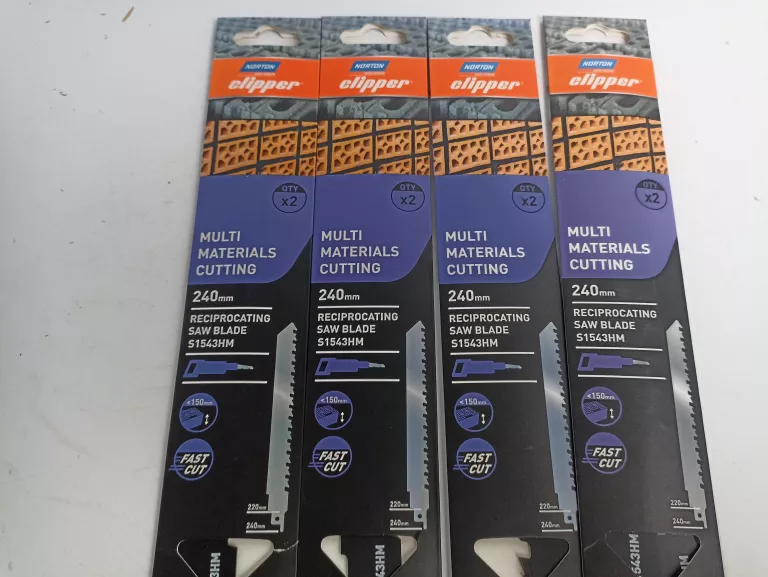 NORTON
clipper
QTY
x2
MULTI
MATERIALS
CUTTING
240mm
RECIPROCATING
SAW BLADE
S1543HM
<150mm
FAST
CUT
220mm
240mm
NORTON
clipper
QTY
x2
MULTI
MATERIALS
CUTTING
240mm
RECIPROCATING
SAW BLADE
S1543HM
<150mm
FAST
CUT
220mm
240mm
NORTON
clipper
QTY
x2
MULTI
MATERIALS
CUTTING
240mm
RECIPROCATING
SAW BLADE
S1543HM
<150mm
FAST
CUT
220mm
240mm
NORTON
clipper
QTY
x2
MULTI
MATERIALS
CUTTING
240mm
RECIPROCATING
SAW BLADE
S1543HM
<150mm
FAST
CUT
220mm
240mm
543HM